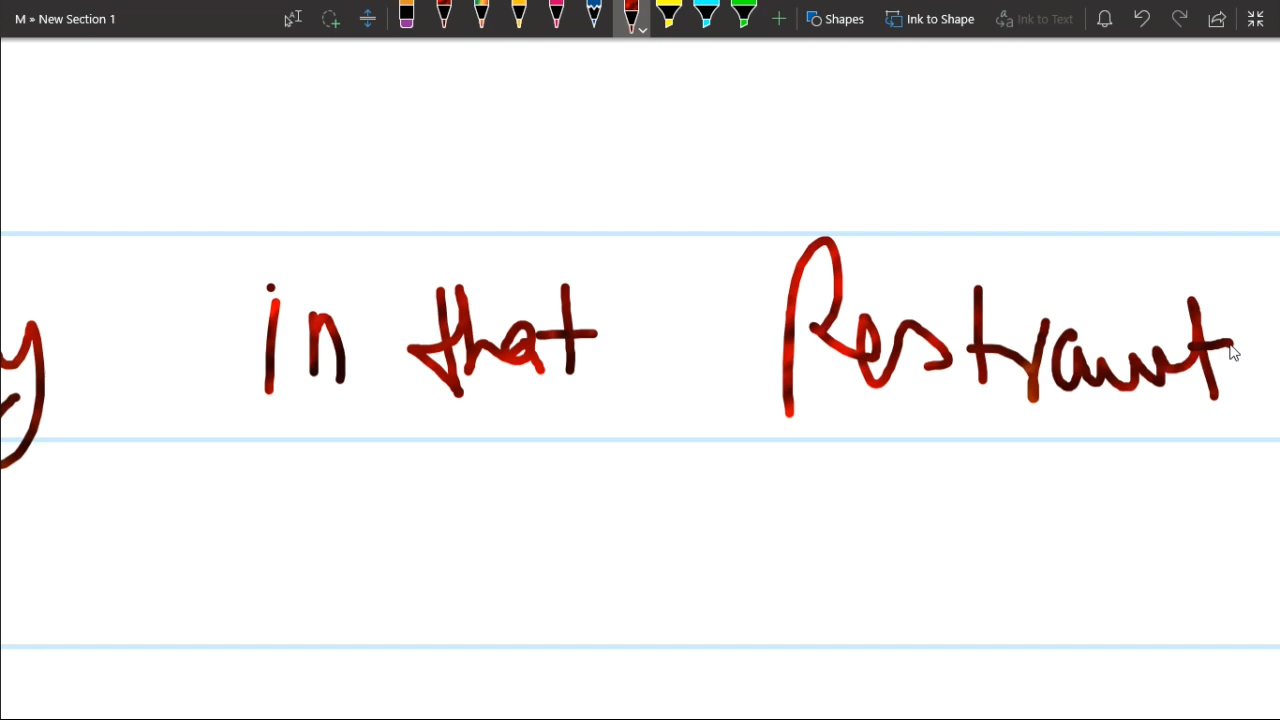 M » New Section 1 Shapes Ink to Shape Ink to Text
y in that Restraunt